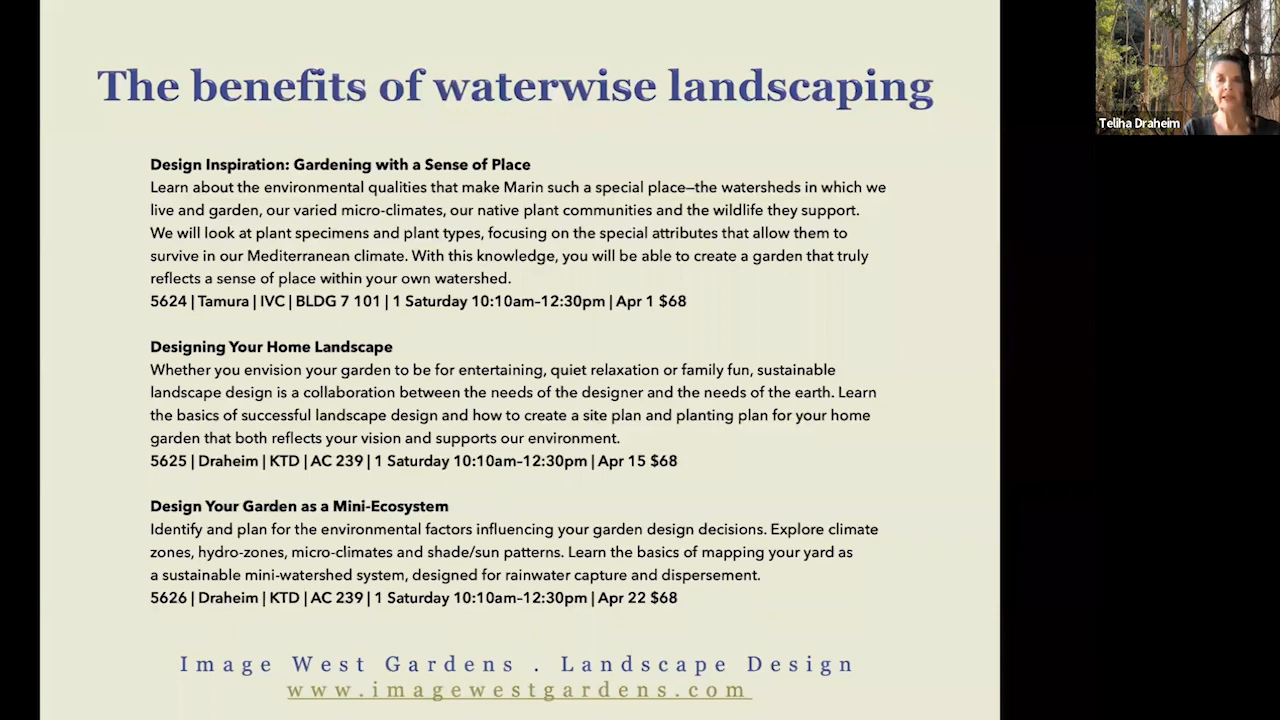 The benefits of waterwise landscaping
Teliha Draheim
Design Inspiration: Gardening with a Sense of Place
Learn about the environmental qualities that make Marin such a special place—the watersheds in which we
live and garden, our varied micro-climates, our native plant communities and the wildlife they support.
We will look at plant specimens and plant types, focusing on the special attributes that allow them to
survive in our Mediterranean climate. With this knowledge, you will be able to create a garden that truly
reflects a sense of place within your own watershed.
5624 | Tamura | IVC | BLDG 7 101 | 1 Saturday 10:10am–12:30pm | Apr 1 $68
Designing Your Home Landscape
Whether you envision your garden to be for entertaining, quiet relaxation or family fun, sustainable
landscape design is a collaboration between the needs of the designer and the needs of the earth. Learn
the basics of successful landscape design and how to create a site plan and planting plan for your home
garden that both reflects your vision and supports our environment.
5625 | Draheim | KTD | AC 239 | 1 Saturday 10:10am–12:30pm | Apr 15 $68
Design Your Garden as a Mini-Ecosystem
Identify and plan for the environmental factors influencing your garden design decisions. Explore climate
zones, hydro-zones, micro-climates and shade/sun patterns. Learn the basics of mapping your yard as
a sustainable mini-watershed system, designed for rainwater capture and dispersement.
5626 | Draheim | KTD | AC 239 | 1 Saturday 10:10am–12:30pm | Apr 22 $68
Image West Gardens . Landscape Design
www.imagewestgardens.com